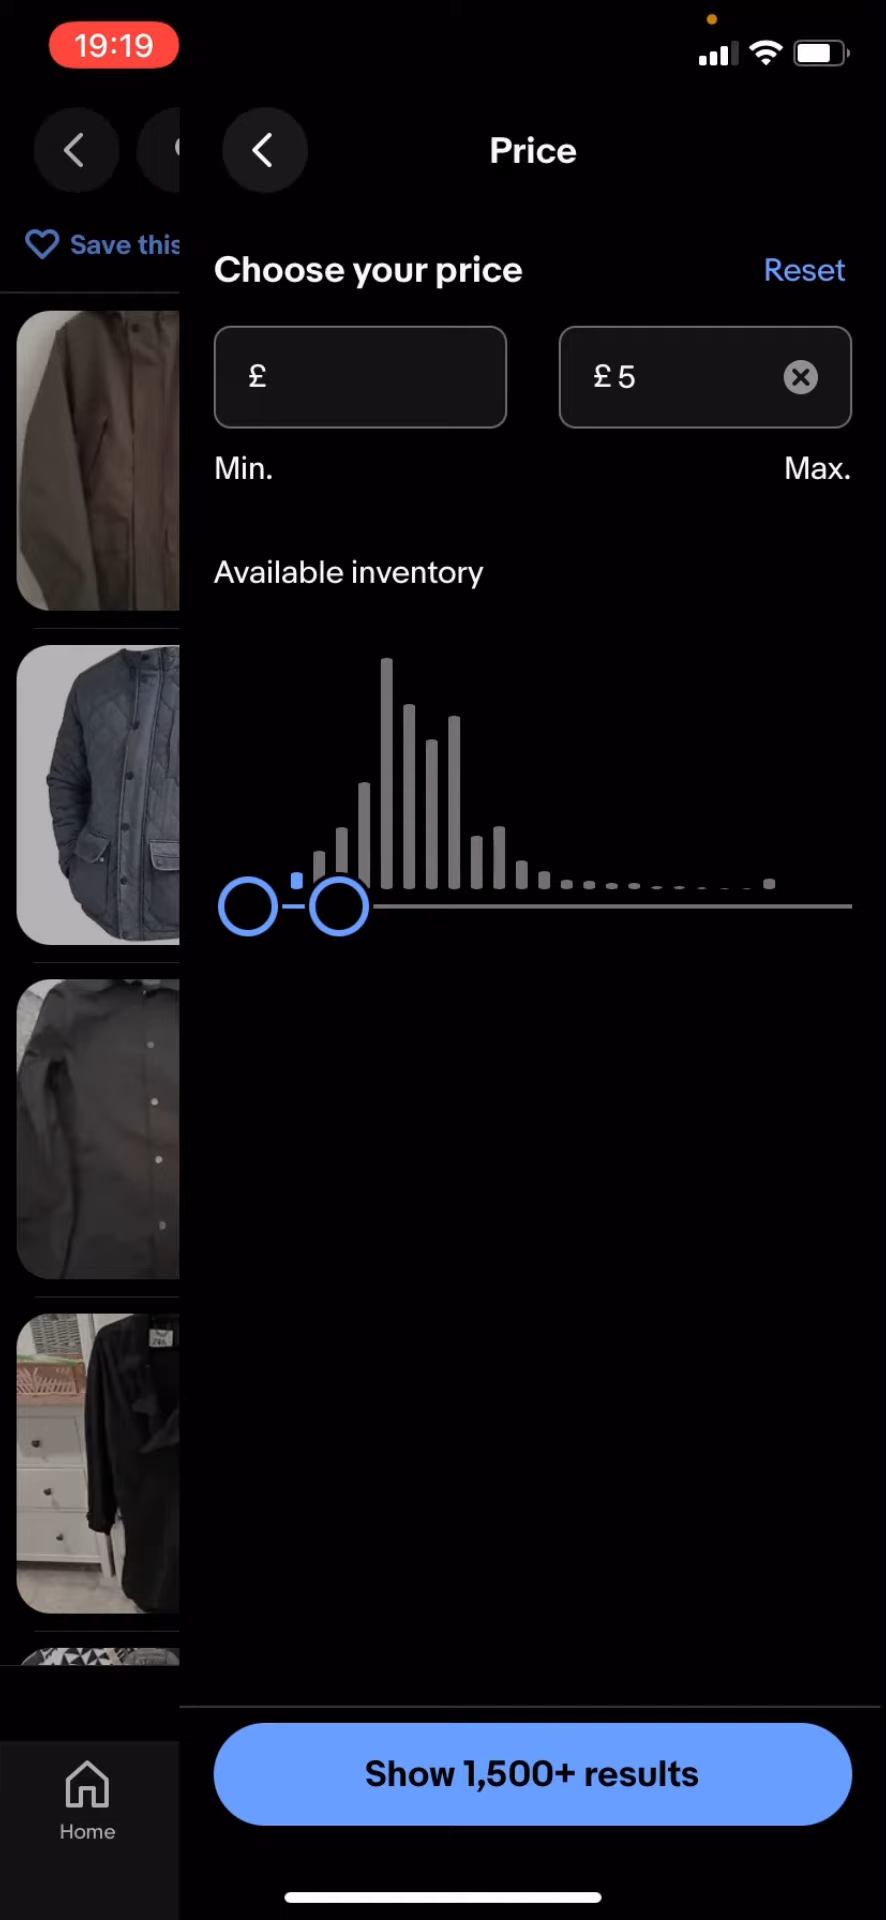 19:19
Price
Save this
Choose your price
Reset
£
£ 5
Min.
Max.
Available inventory
Show 1,500+ results
Home